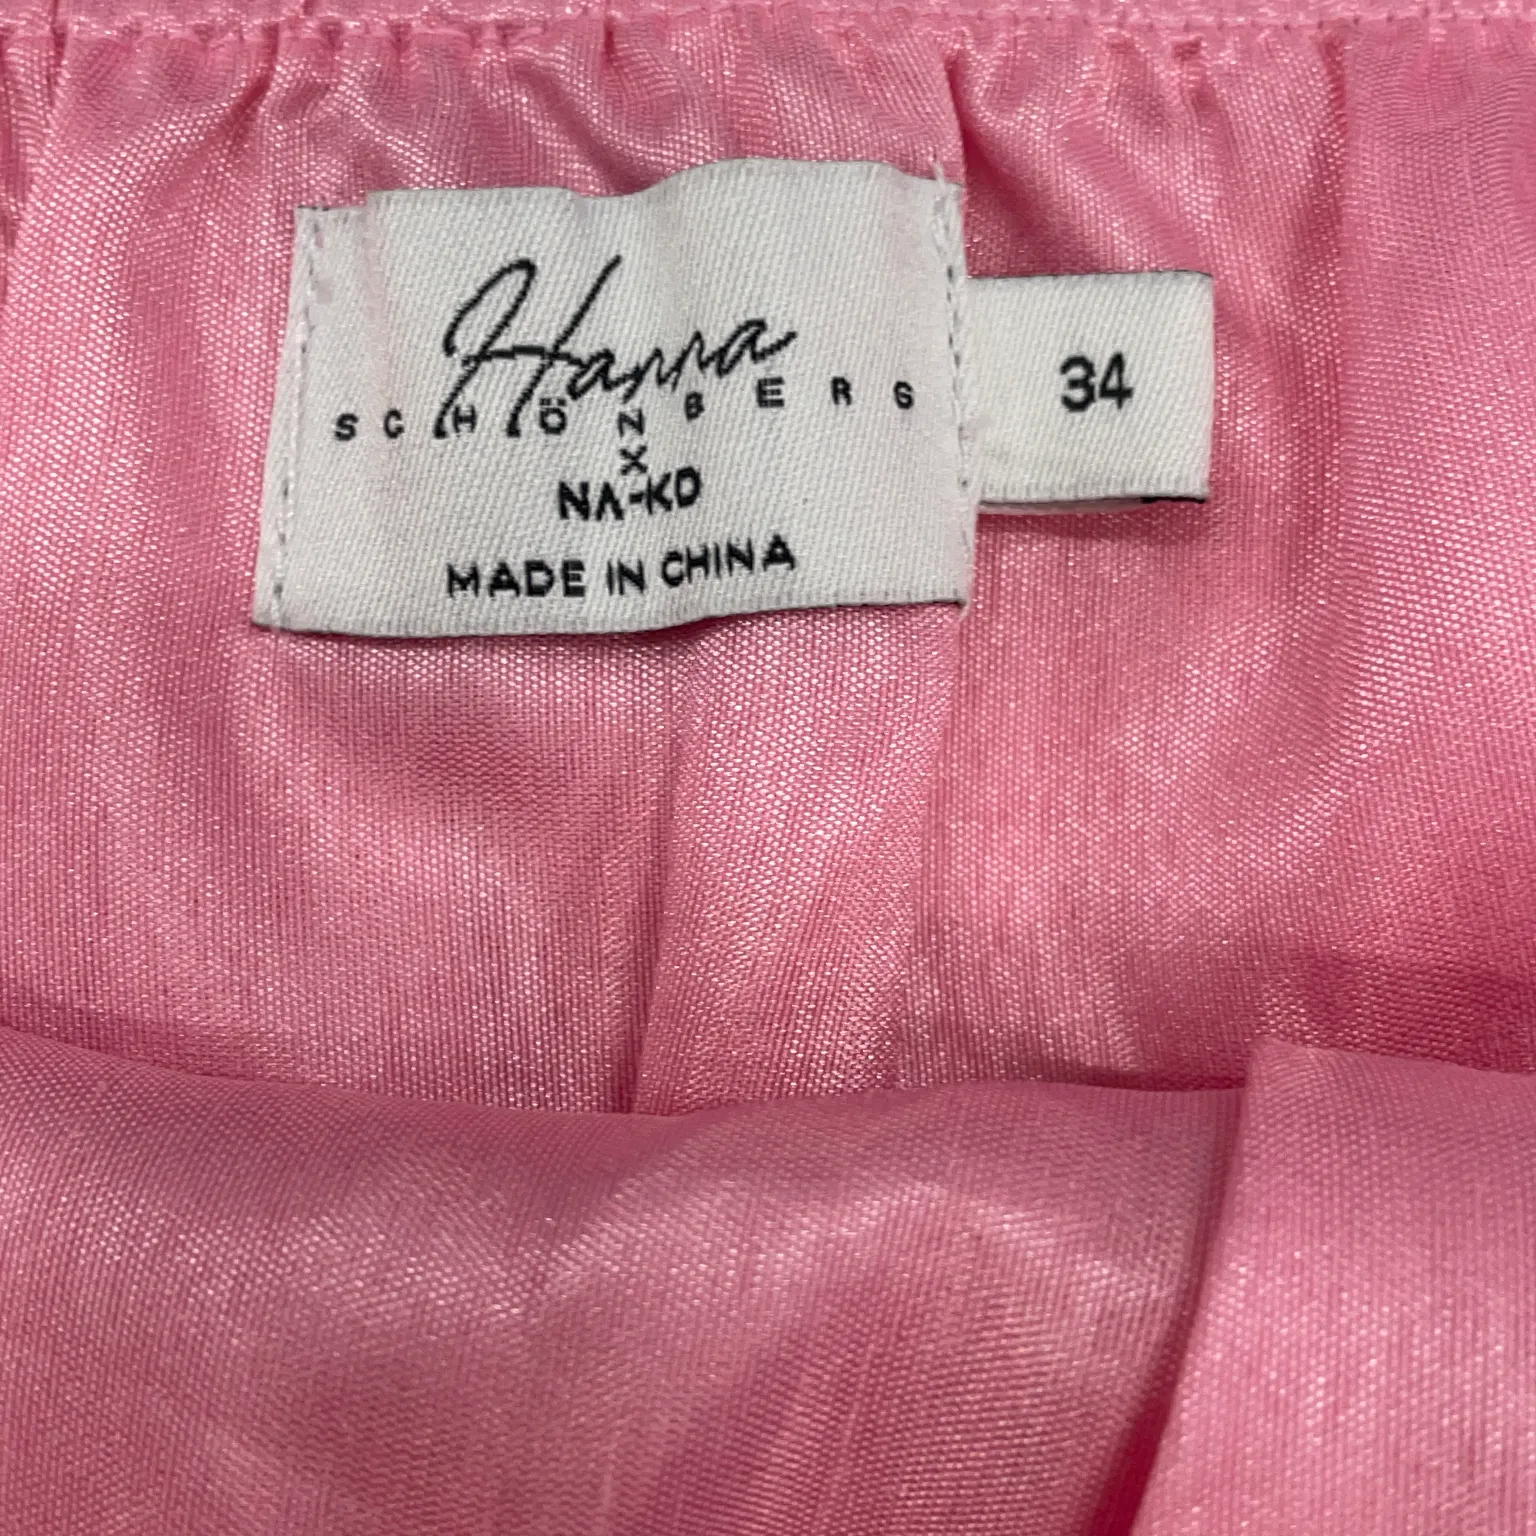 Hanna
SCHÖNBERG
X
NA-KD
MADE IN CHINA
34